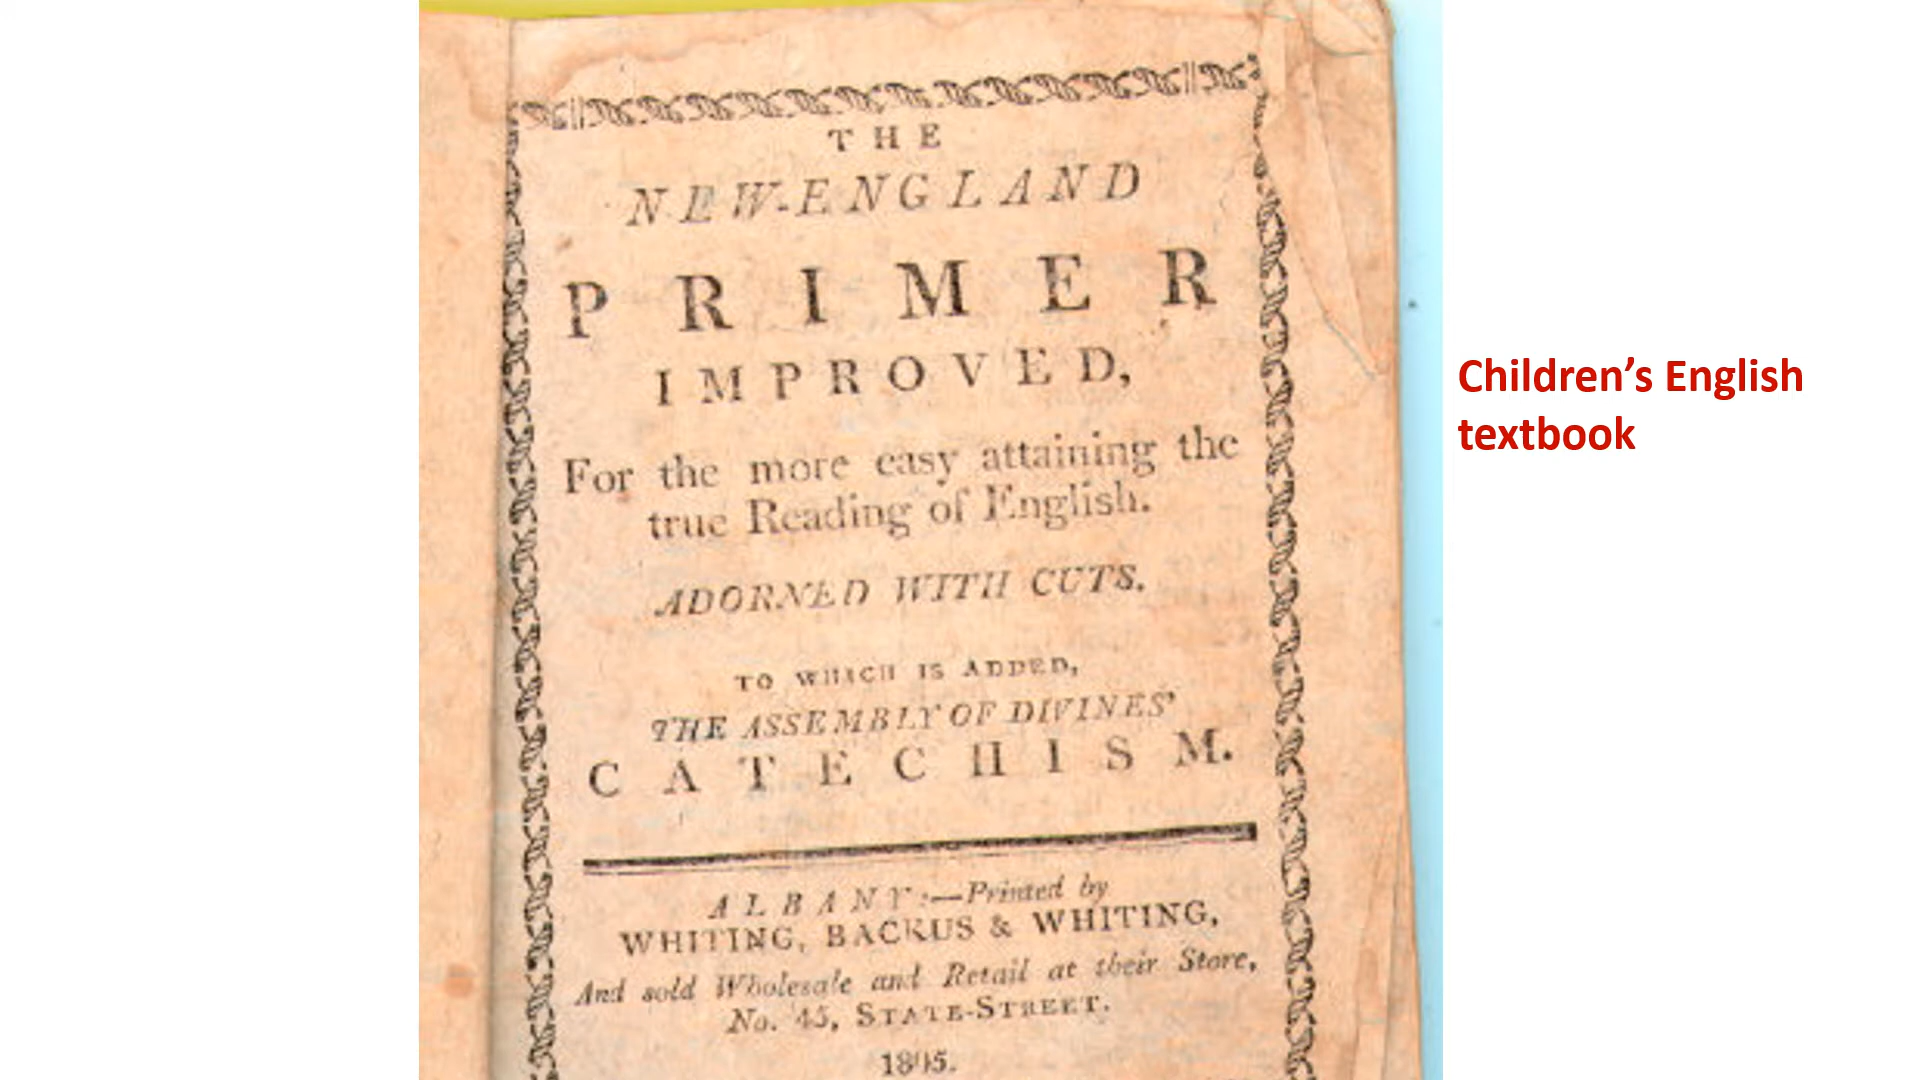 THE
NEW-ENGLAND
PRIMER
IMPROVED,
For the more easy attaining the
true Reading of English.
ADORNED WITH CUTS.
TO WHICH IS ADDED,
THE ASSEMBLY OF DIVINES'
CATECHISM.
ALBANY:—Printed by
WHITING, BACKUS & WHITING,
And sold Wholesale and Retail at their Store,
No. 45, STATE-STREET.
Children’s English
textbook